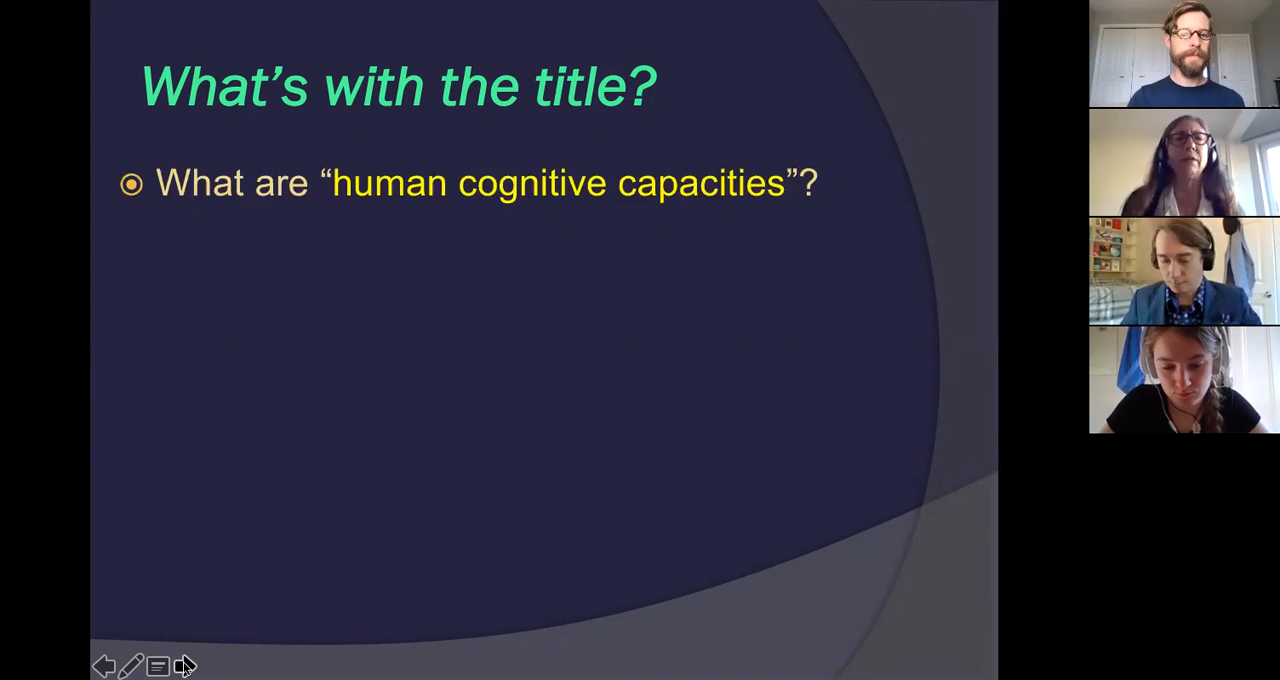 What’s with the title?
What are “human cognitive capacities”?